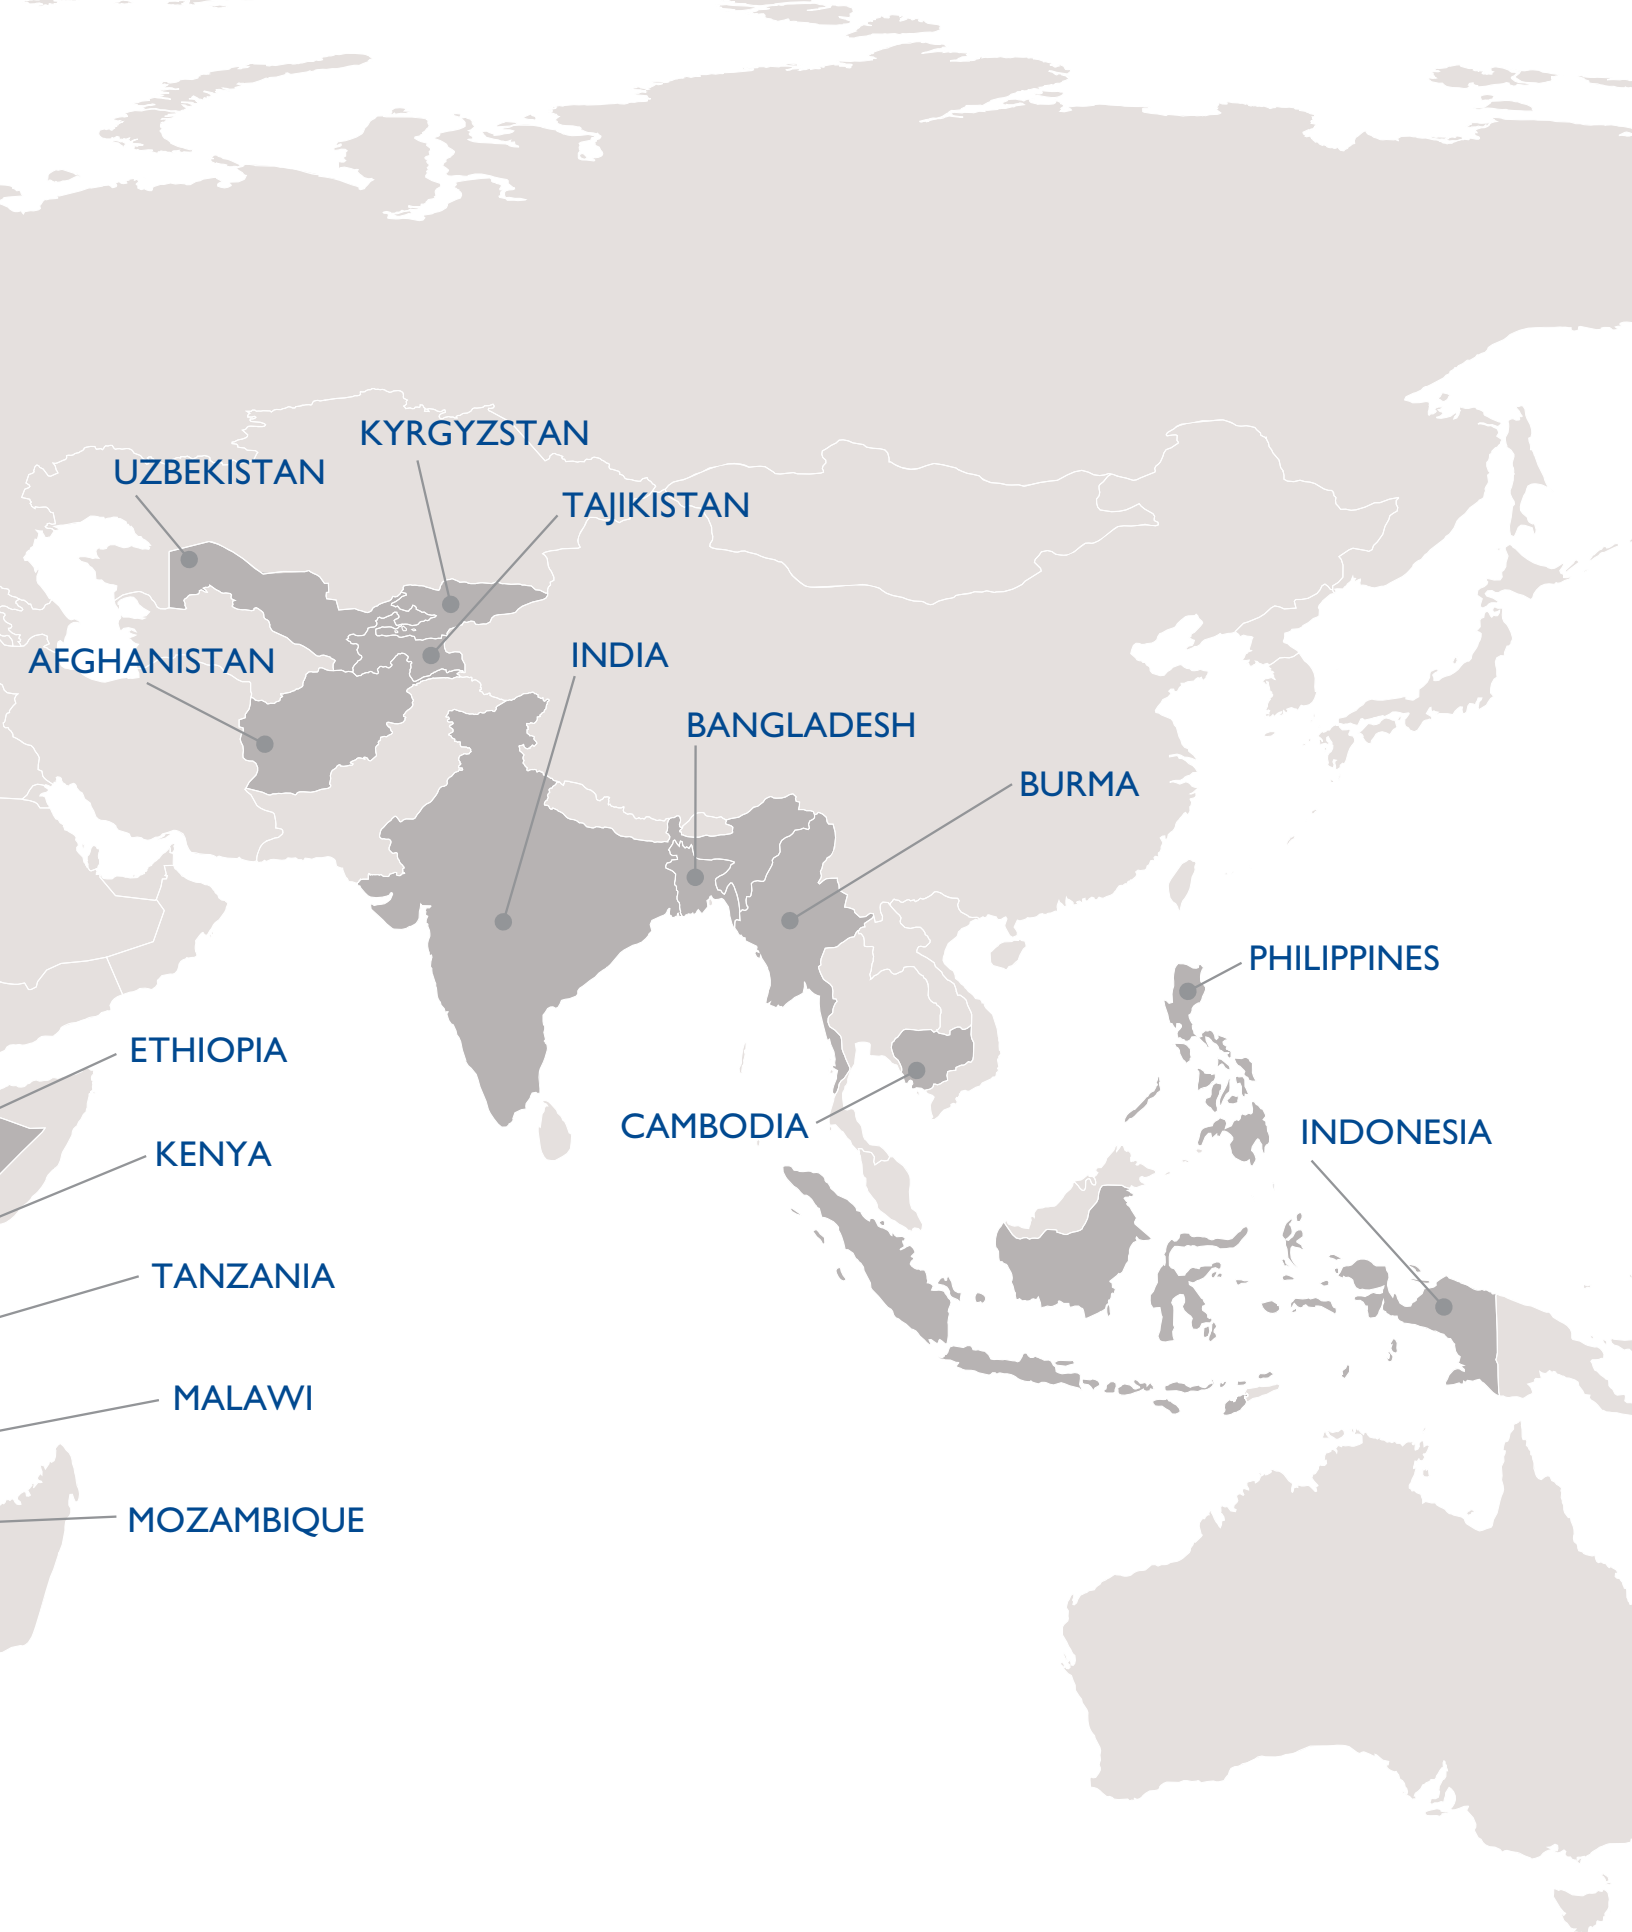 KYRGYZSTAN
UZBEKISTAN
TAJIKISTAN
AFGHANISTAN
INDIA
BANGLADESH
BURMA
PHILIPPINES
ETHIOPIA
CAMBODIA
INDONESIA
KENYA
TANZANIA
MALAWI
MOZAMBIQUE